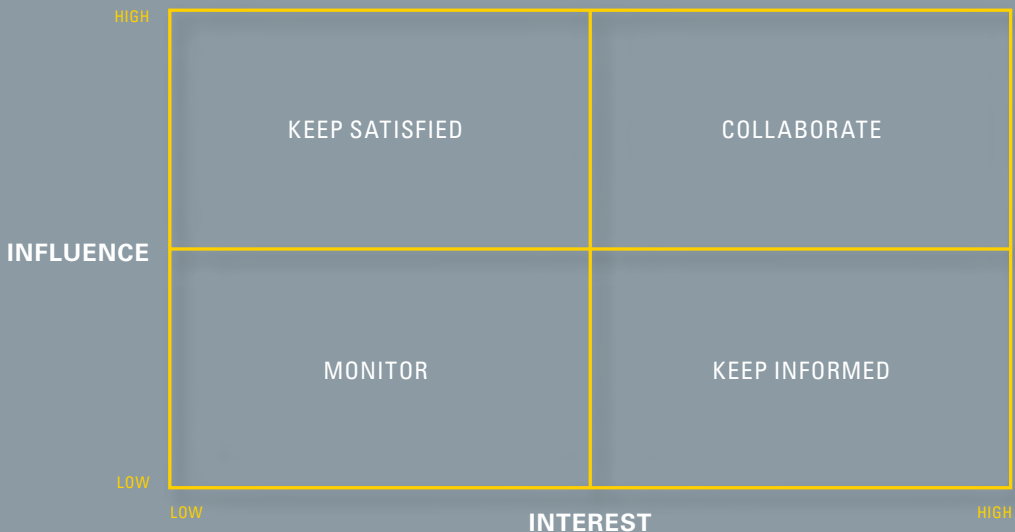 HIGH
KEEP SATISFIED
COLLABORATE
INFLUENCE
MONITOR
KEEP INFORMED
LOW
LOW
HIGH
INTEREST